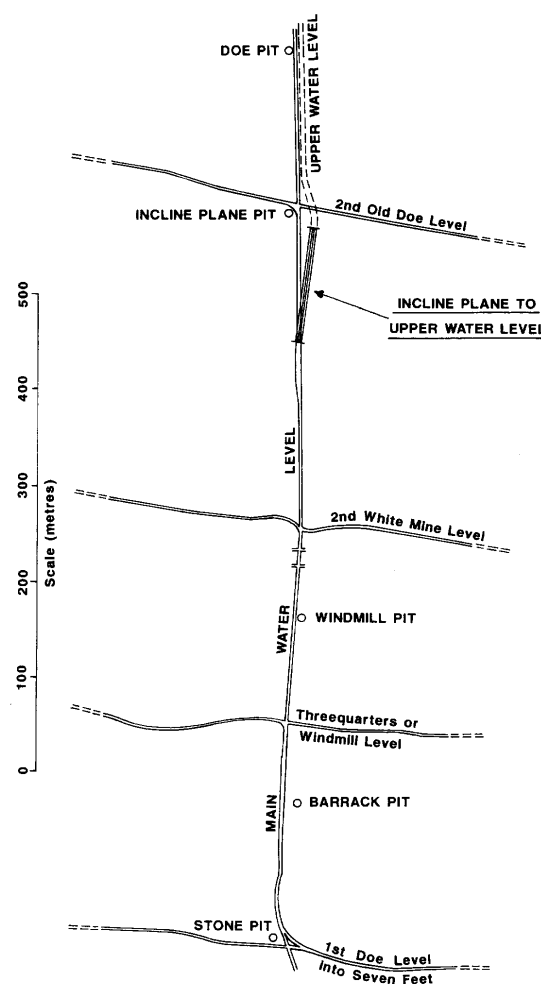 DOE PIT
UPPER WATER LEVEL
2nd Old Doe Level
INCLINE PLANE PIT
INCLINE PLANE TO
UPPER WATER LEVEL
500
400
300
200
100
0
Scale (metres)
LEVEL
2nd White Mine Level
WATER
WINDMILL PIT
Threequarters or
Windmill Level
MAIN
BARRACK PIT
STONE PIT
1st Doe Level
into Seven Feet